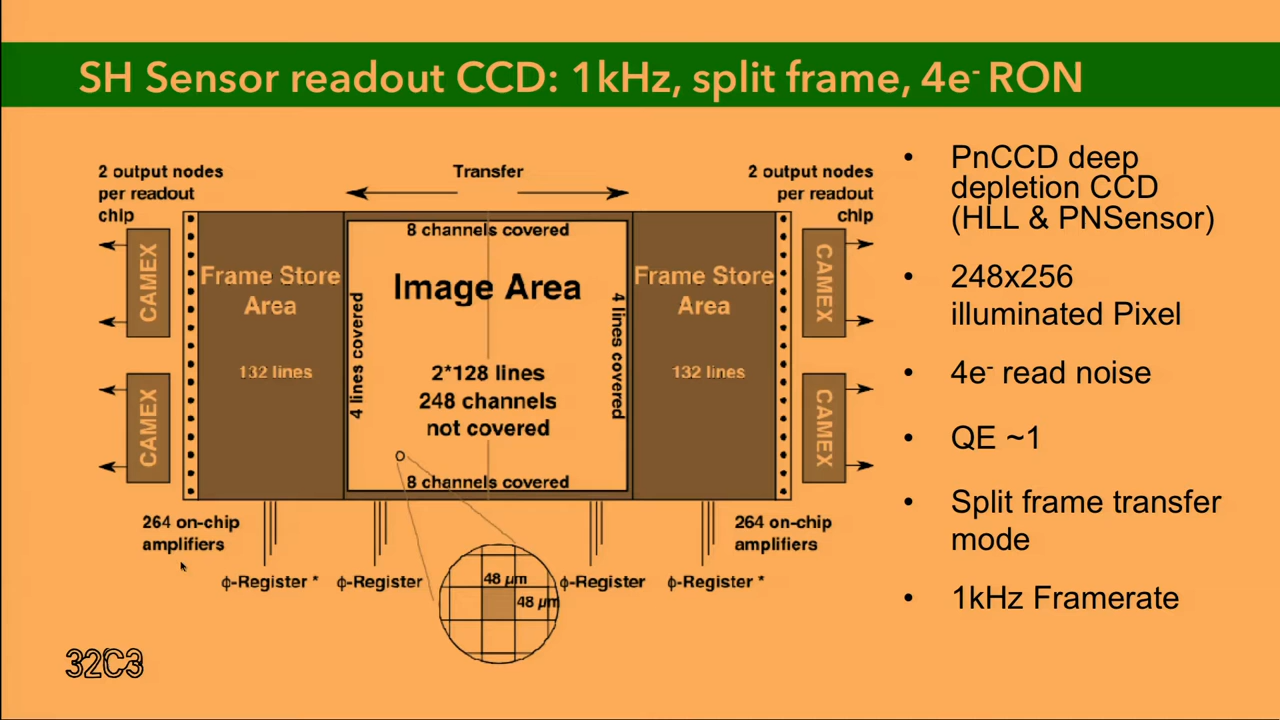 SH Sensor readout CCD: 1kHz, split frame, 4e⁻ RON
2 output nodes
per readout
chip
Transfer
2 output nodes
per readout
chip
8 channels covered
CAMEX
CAMEX
Frame Store
Area
132 lines
4 lines covered
Image Area
2*128 lines
248 channels
not covered
4 lines covered
Frame Store
Area
132 lines
CAMEX
CAMEX
8 channels covered
264 on-chip
amplifiers
264 on-chip
amplifiers
ϕ-Register *
ϕ-Register
ϕ-Register
ϕ-Register *
48 µm
48 µm
• PnCCD deep
depletion CCD
(HLL & PNSensor)
• 248x256
illuminated Pixel
• 4e⁻ read noise
• QE ~1
• Split frame transfer
mode
• 1kHz Framerate
32C3